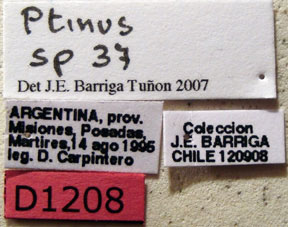 Ptinus
sp 37
Det J.E. Barriga Tuñon 2007
ARGENTINA, prov.
Misiones, Posadas,
Martires, 14 ago 1995
leg. D. Carpintero
Coleccion
J.E. BARRIGA
CHILE 120908
D1208